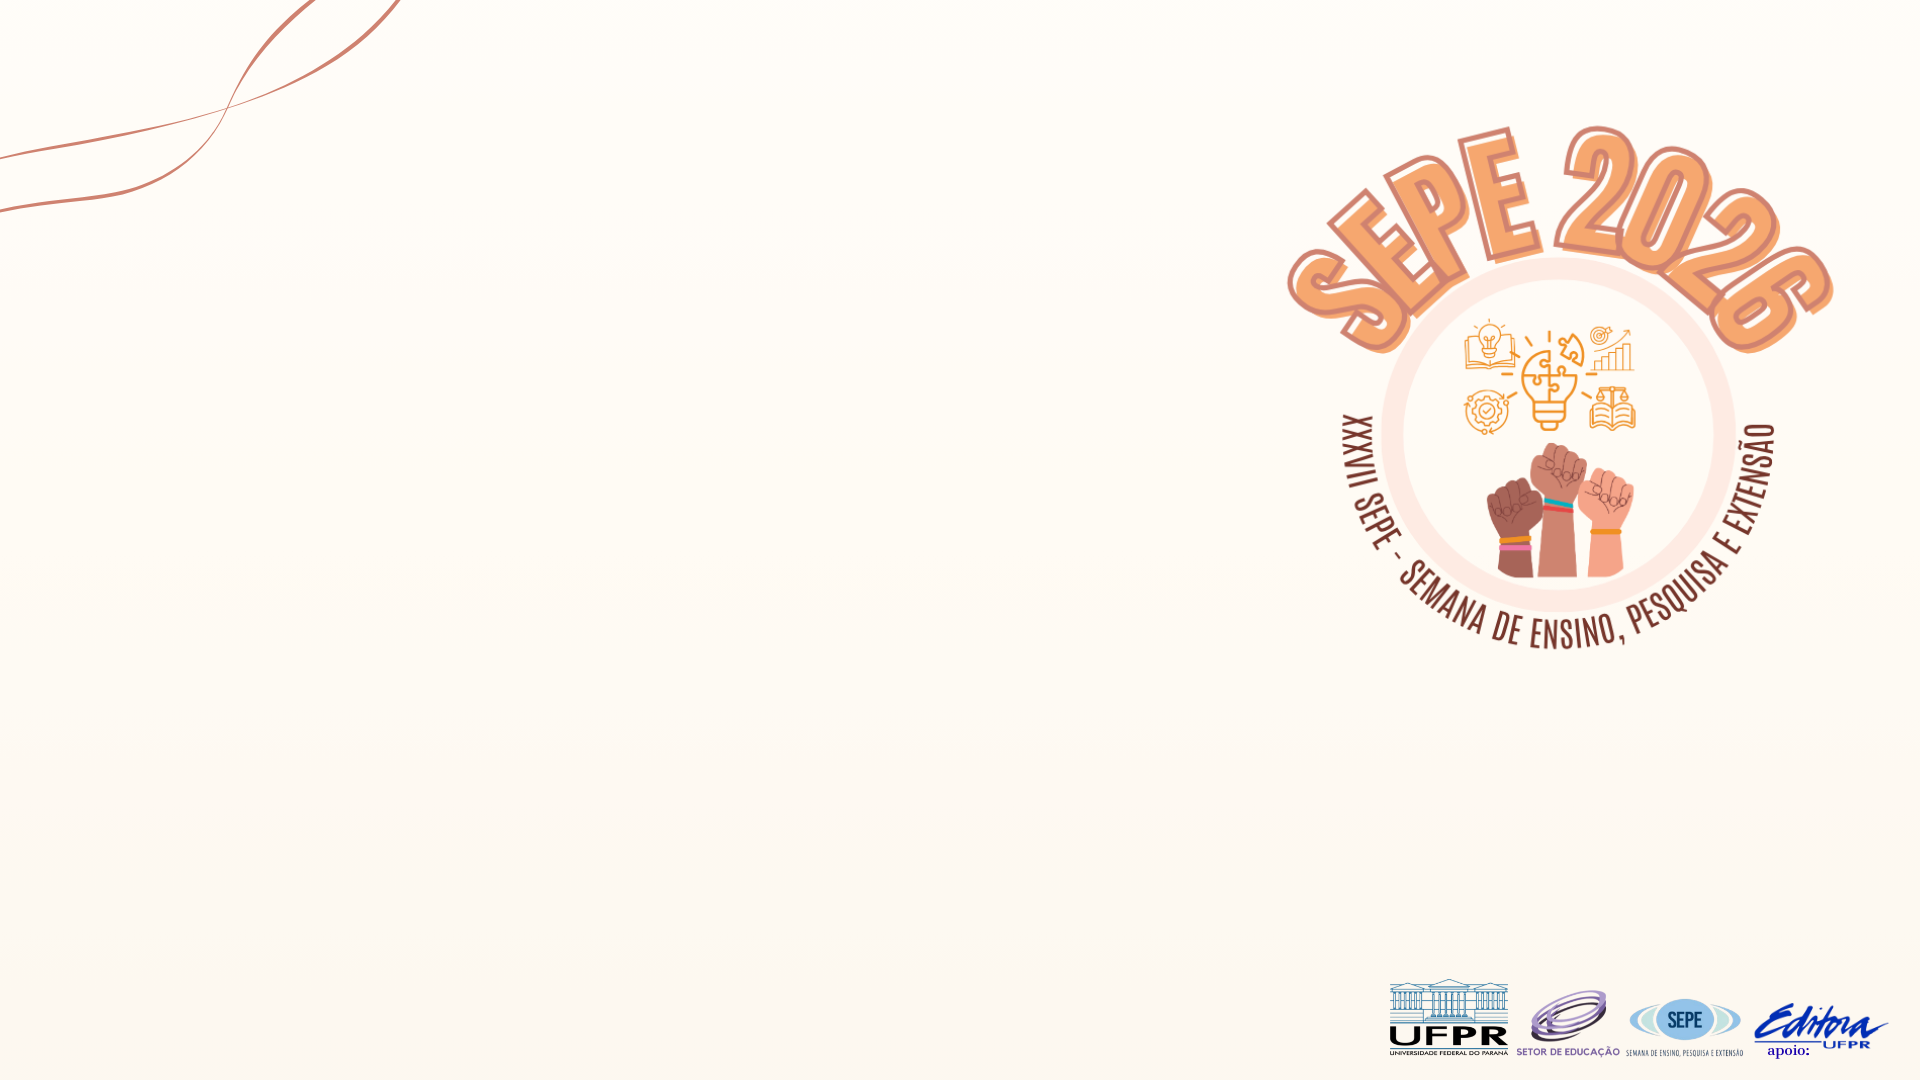 SEPE 2026
XXXVII SEPE - SEMANA DE ENSINO, PESQUISA E EXTENSÃO
UFPR
UNIVERSIDADE FEDERAL DO PARANÁ
SETOR DE EDUCAÇÃO
SEPE
SEMANA DE ENSINO, PESQUISA E EXTENSÃO
Editora
UFPR
apoio: